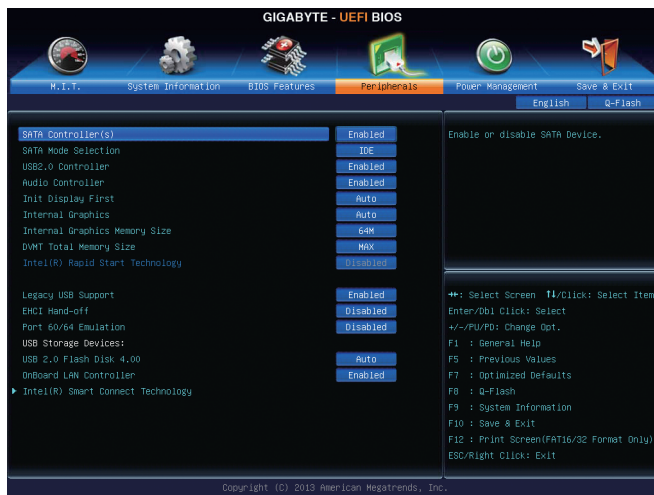 GIGABYTE - UEFI BIOS
M.I.T. System Information BIOS Features Peripherals Power Management Save & Exit
English Q-Flash
SATA Controller(s) Enabled
SATA Mode Selection IDE
USB2.0 Controller Enabled
Audio Controller Enabled
Init Display First Auto
Internal Graphics Auto
Internal Graphics Memory Size 64M
DVMT Total Memory Size MAX
Intel(R) Rapid Start Technology Disabled
Legacy USB Support Enabled
EHCI Hand-off Disabled
Port 60/64 Emulation Disabled
USB Storage Devices:
USB 2.0 Flash Disk 4.00 Auto
OnBoard LAN Controller Enabled
Intel(R) Smart Connect Technology
Enable or disable SATA Device.
→←: Select Screen ↑↓/Click: Select Item
Enter/Dbl Click: Select
+/-/PU/PD: Change Opt.
F1 : General Help
F5 : Previous Values
F7 : Optimized Defaults
F8 : Q-Flash
F9 : System Information
F10 : Save & Exit
F12 : Print Screen(FAT16/32 Format Only)
ESC/Right Click: Exit
Copyright (C) 2013 American Megatrends, Inc.